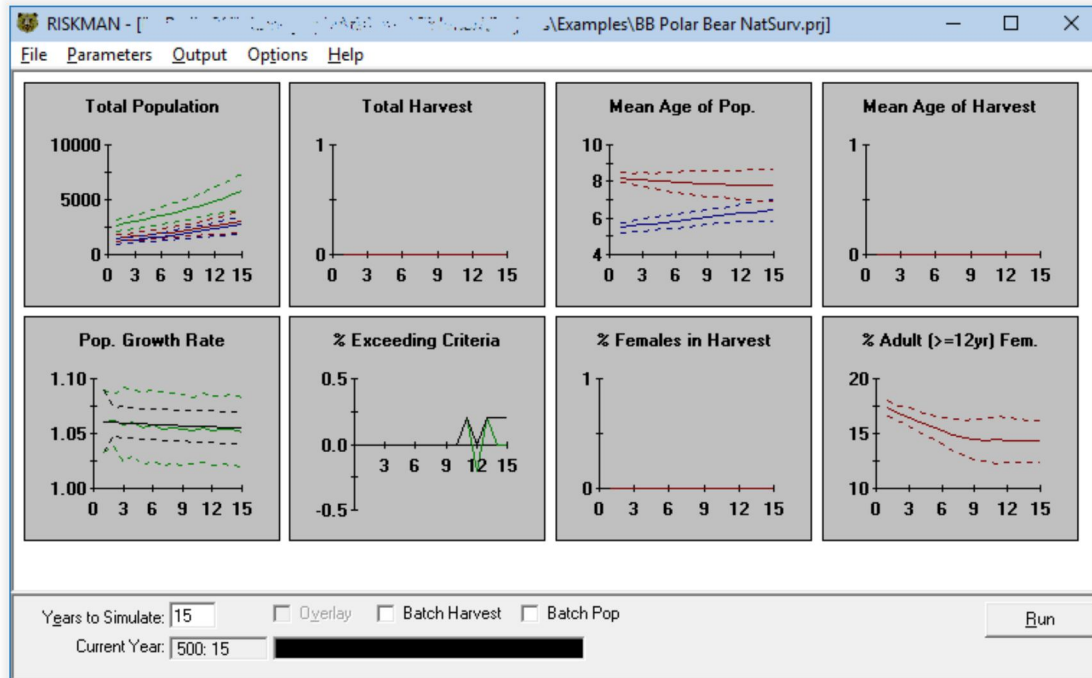 RISKMAN - [ \Examples\BB Polar Bear NatSurv.prj]
File Parameters Output Options Help
Total Population
10000
5000
0
0 3 6 9 12 15
Total Harvest
1
0
0 3 6 9 12 15
Mean Age of Pop.
10
8
6
4
0 3 6 9 12 15
Mean Age of Harvest
1
0
0 3 6 9 12 15
Pop. Growth Rate
1.10
1.05
1.00
0 3 6 9 12 15
% Exceeding Criteria
0.5
0.0
3 6 9 12 15
-0.5
% Females in Harvest
1
0
0 3 6 9 12 15
% Adult (>=12yr) Fem.
20
15
10
0 3 6 9 12 15
Years to Simulate: 15 Overlay Batch Harvest Batch Pop
Run
Current Year: 500: 15